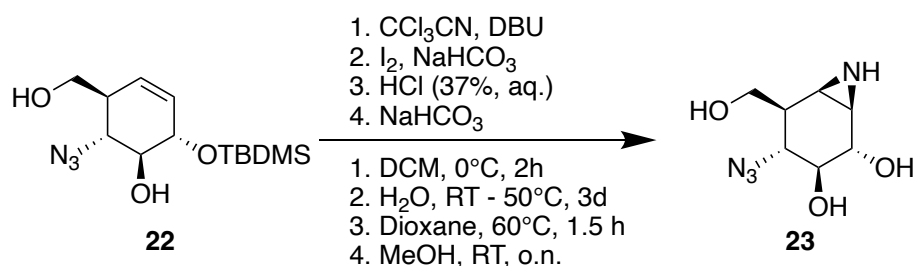 1. CCl₃CN, DBU
2. I₂, NaHCO₃
3. HCl (37%, aq.)
4. NaHCO₃
1. DCM, 0°C, 2h
2. H₂O, RT - 50°C, 3d
3. Dioxane, 60°C, 1.5 h
4. MeOH, RT, o.n.
HO
N₃
OH
OTBDMS
22
NH
HO
N₃
OH
OH
23